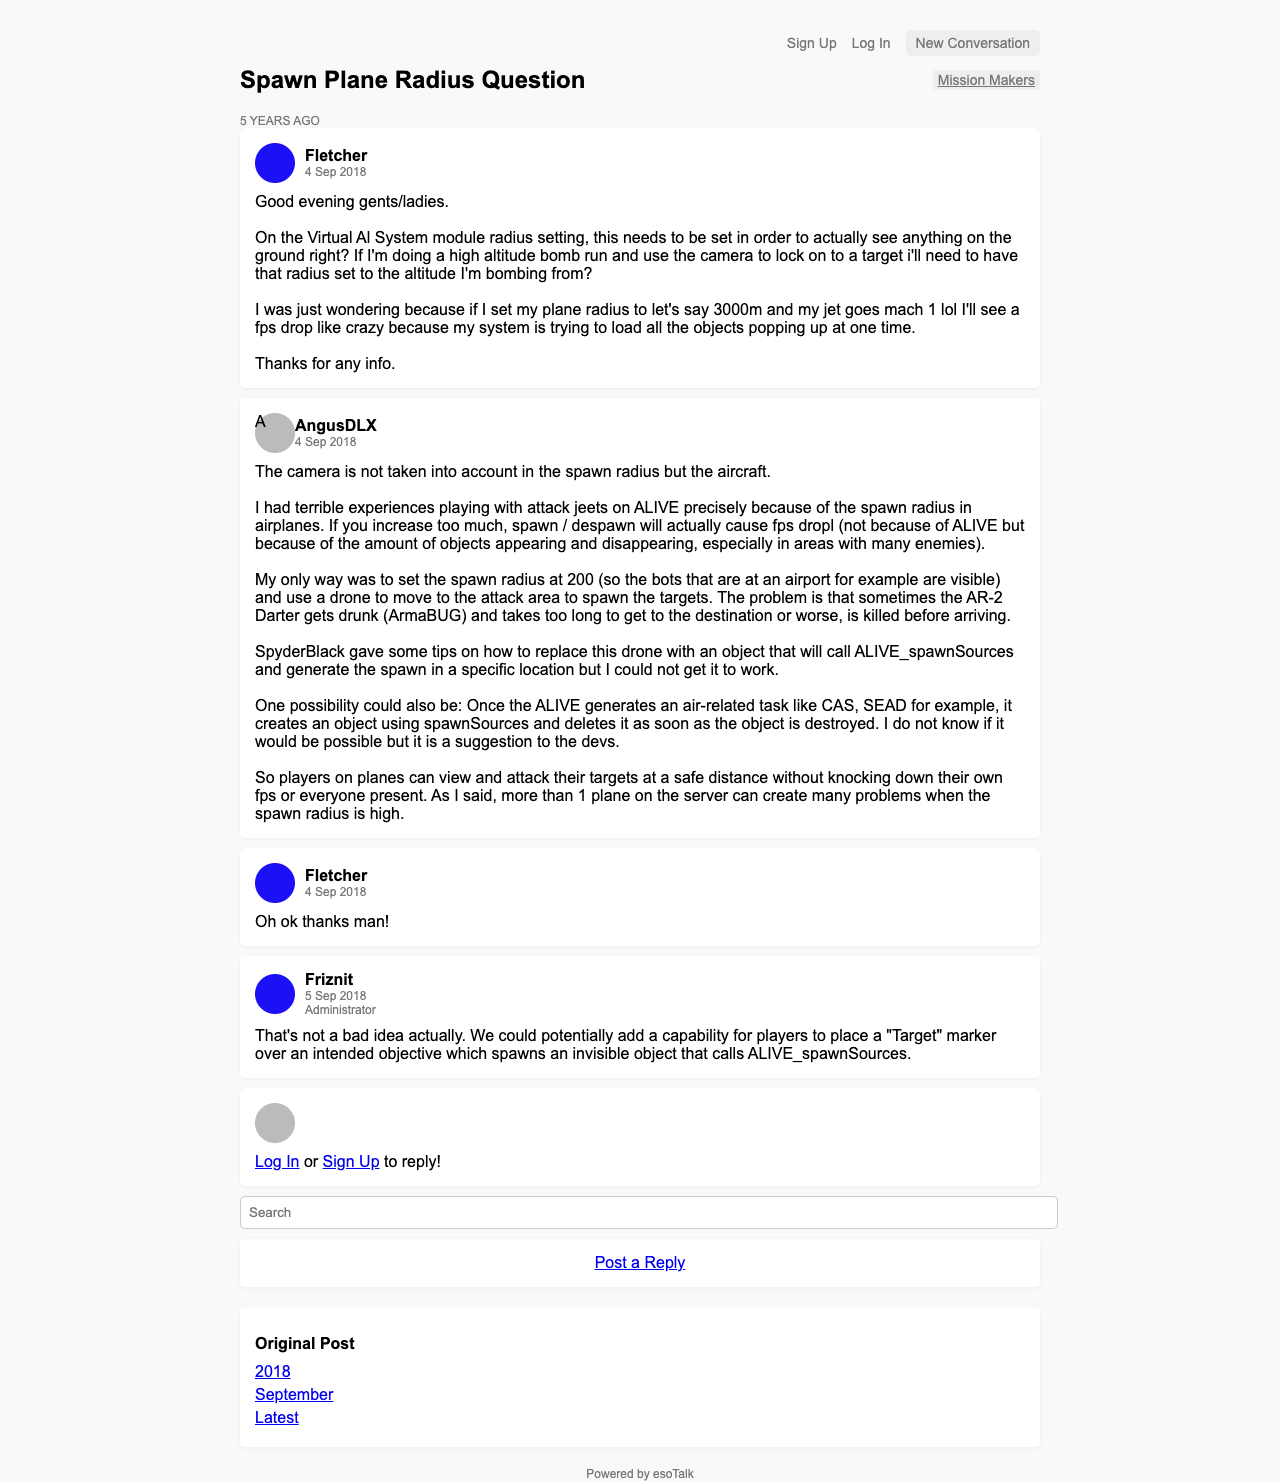 Sign Up Log In New Conversation
Spawn Plane Radius Question Mission Makers
5 YEARS AGO
Fletcher
4 Sep 2018
Good evening gents/ladies.
On the Virtual AI System module radius setting, this needs to be set in order to actually see anything on the
ground right? If I'm doing a high altitude bomb run and use the camera to lock on to a target i'll need to have
that radius set to the altitude I'm bombing from?
I was just wondering because if I set my plane radius to let's say 3000m and my jet goes mach 1 lol I'll see a
fps drop like crazy because my system is trying to load all the objects popping up at one time.
Thanks for any info.
A
AngusDLX
4 Sep 2018
The camera is not taken into account in the spawn radius but the aircraft.
I had terrible experiences playing with attack jeets on ALIVE precisely because of the spawn radius in
airplanes. If you increase too much, spawn / despawn will actually cause fps dropl (not because of ALIVE but
because of the amount of objects appearing and disappearing, especially in areas with many enemies).
My only way was to set the spawn radius at 200 (so the bots that are at an airport for example are visible)
and use a drone to move to the attack area to spawn the targets. The problem is that sometimes the AR-2
Darter gets drunk (ArmaBUG) and takes too long to get to the destination or worse, is killed before arriving.
SpyderBlack gave some tips on how to replace this drone with an object that will call ALIVE_spawnSources
and generate the spawn in a specific location but I could not get it to work.
One possibility could also be: Once the ALIVE generates an air-related task like CAS, SEAD for example, it
creates an object using spawnSources and deletes it as soon as the object is destroyed. I do not know if it
would be possible but it is a suggestion to the devs.
So players on planes can view and attack their targets at a safe distance without knocking down their own
fps or everyone present. As I said, more than 1 plane on the server can create many problems when the
spawn radius is high.
Fletcher
4 Sep 2018
Oh ok thanks man!
Friznit
5 Sep 2018
Administrator
That's not a bad idea actually. We could potentially add a capability for players to place a "Target" marker
over an intended objective which spawns an invisible object that calls ALIVE_spawnSources.
Log In or Sign Up to reply!
Search
Post a Reply
Original Post
2018
September
Latest
Powered by esoTalk